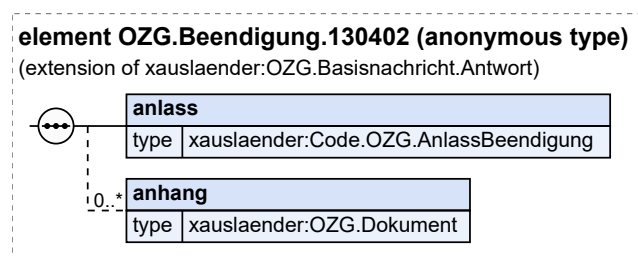 element OZG.Beendigung.130402 (anonymous type)
(extension of xauslaender:OZG.Basisnachricht.Antwort)
anlass
type xauslaender:Code.OZG.AnlassBeendigung
0..* anhang
type xauslaender:OZG.Dokument